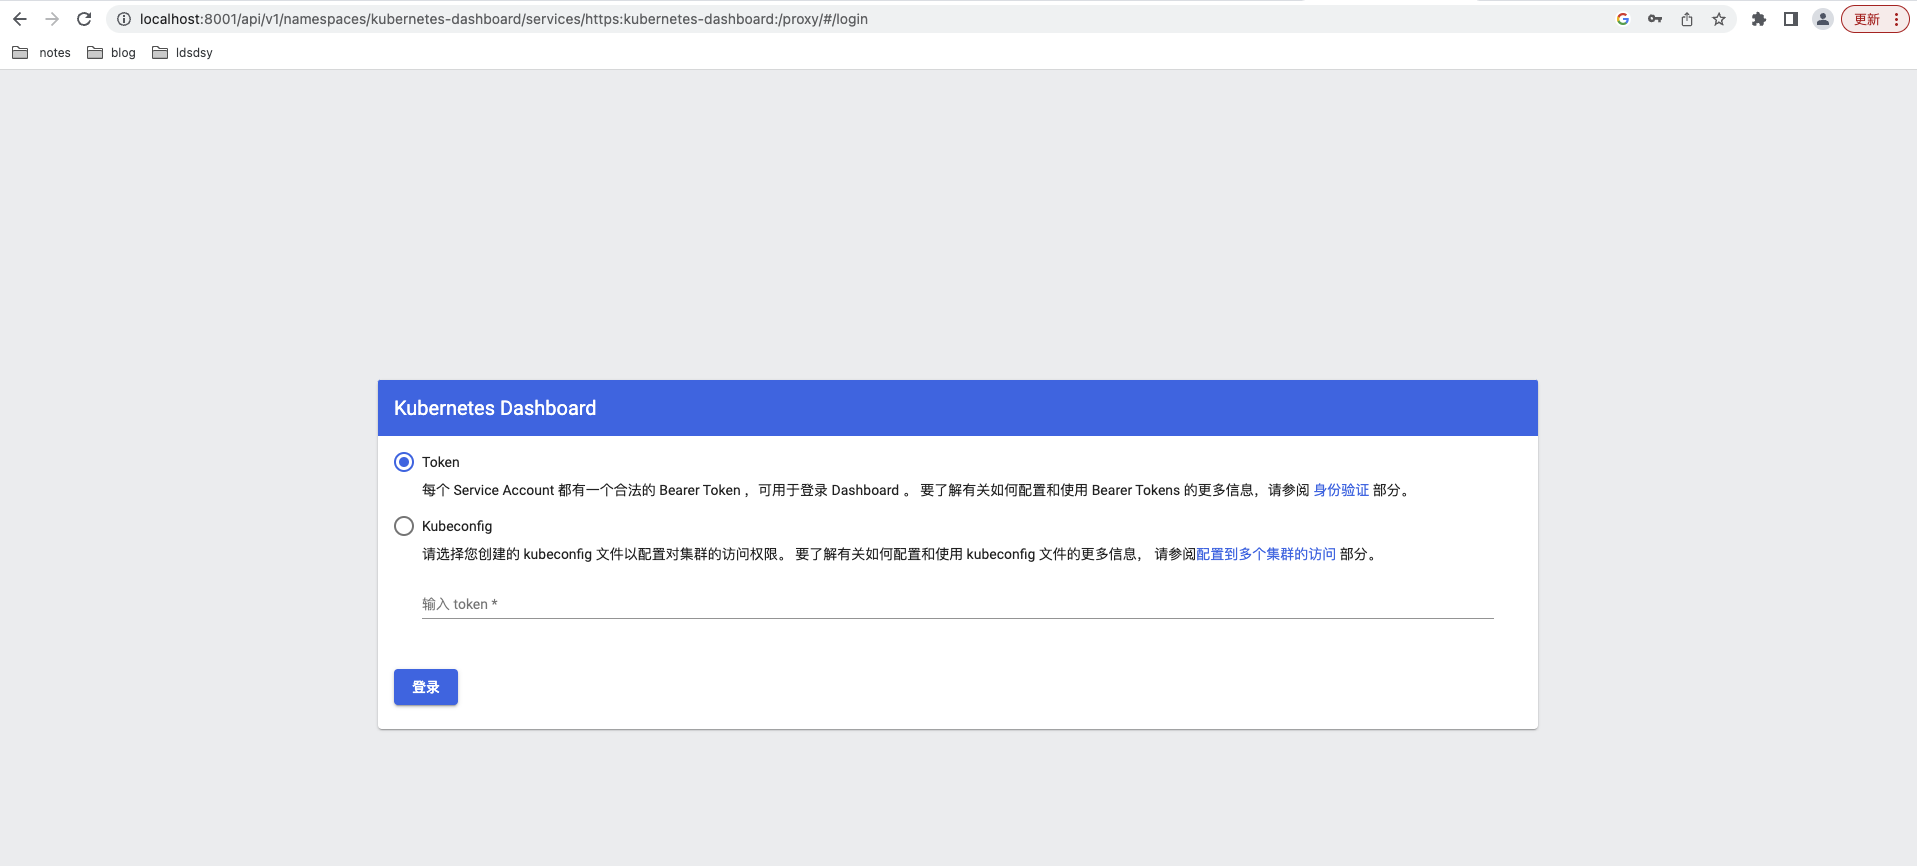 localhost:8001/api/v1/namespaces/kubernetes-dashboard/services/https:kubernetes-dashboard:/proxy/#/login
更新
notes blog ldsdsy
Kubernetes Dashboard
Token
每个 Service Account 都有一个合法的 Bearer Token ，可用于登录 Dashboard 。 要了解有关如何配置和使用 Bearer Tokens 的更多信息，请参阅 身份验证 部分。
Kubeconfig
请选择您创建的 kubeconfig 文件以配置对集群的访问权限。 要了解有关如何配置和使用 kubeconfig 文件的更多信息， 请参阅配置到多个集群的访问 部分。
输入 token *
登录